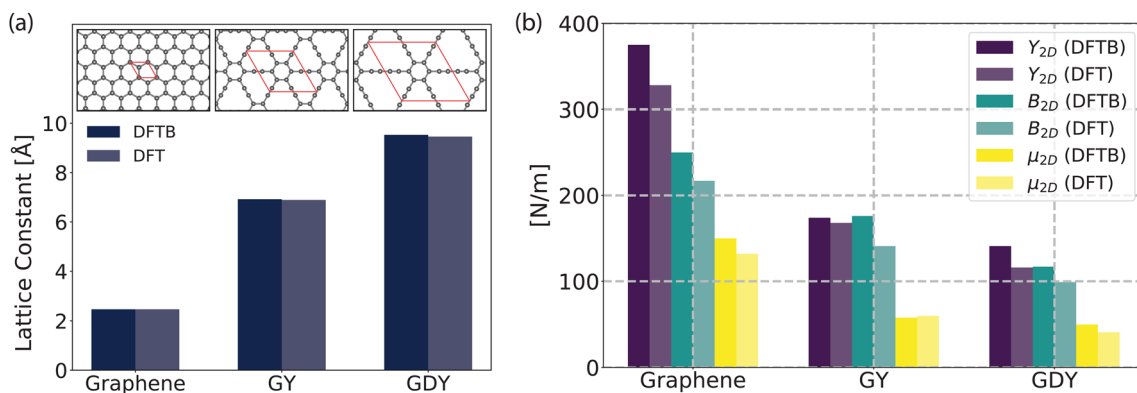 (a)
Lattice Constant [Å]
10
8
6
4
2
0
DFTB
DFT
Graphene
GY
GDY
(b)
[N/m]
400
300
200
100
0
Y2D (DFTB)
Y2D (DFT)
B2D (DFTB)
B2D (DFT)
μ2D (DFTB)
μ2D (DFT)
Graphene
GY
GDY